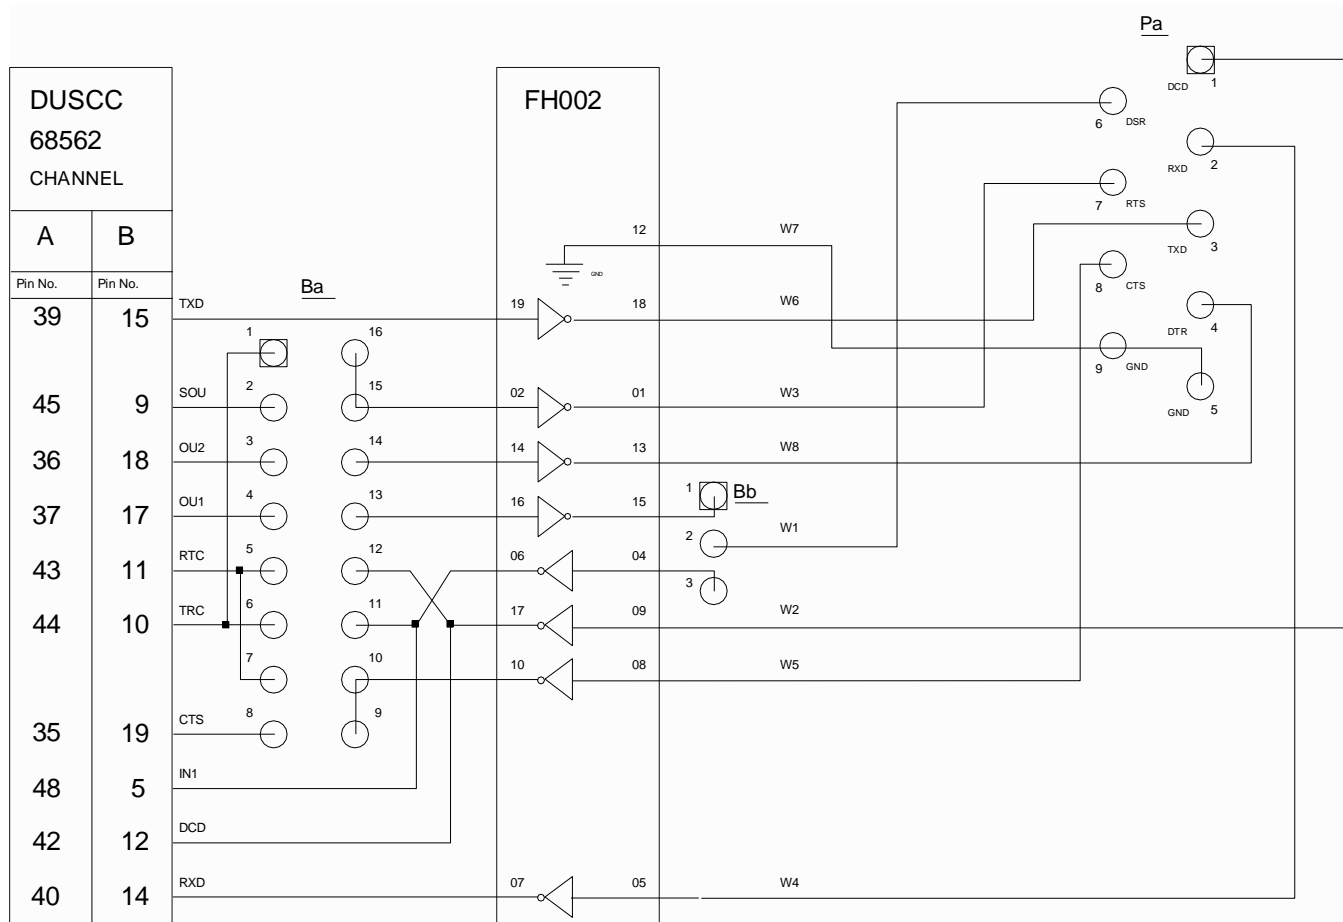 Pa
DUSCC
68562
CHANNEL
FH002
DCD 1
6 DSR
RXD 2
7 RTS
A B
12 W7
TXD 3
8 CTS
Pin No. Pin No.
GND
Ba
39 15 TXD 19 18 W6
DTR 4
1 16
9 GND
GND 5
45 9 SOU 2 15 02 01 W3
36 18 OU2 3 14 14 13 W8
37 17 OU1 4 13 16 15 1 Bb
2 W1
43 11 RTC 5 12 06 04 3
44 10 TRC 6 11 17 09 W2
7 10 10 08 W5
35 19 CTS 8 9
48 5 IN1
42 12 DCD
40 14 RXD 07 05 W4